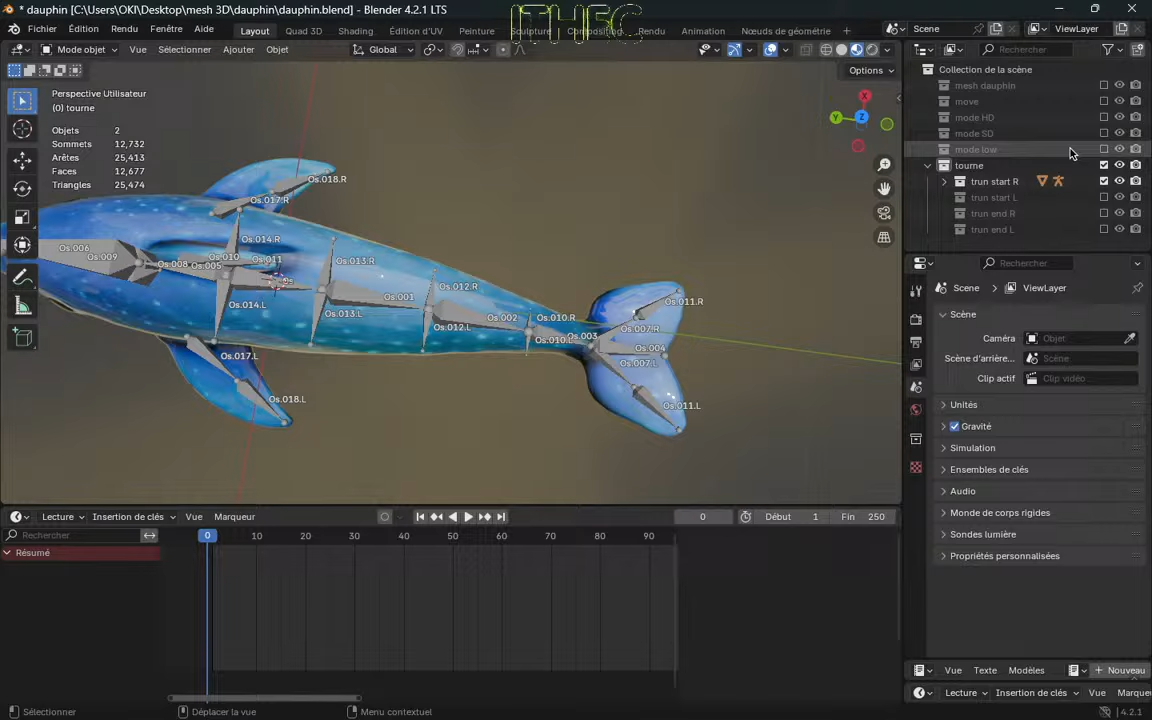 * dauphin [C:\Users\OKI\Desktop\mesh 3D\dauphin\dauphin.blend] - Blender 4.2.1 LTS
Fichier Édition Rendu Fenêtre Aide Layout Quad 3D Shading Édition d'UV Peinture Sculpture Compositing Rendu Animation Nœuds de géométrie + Scene ViewLayer
ITHEC
Mode objet Vue Sélectionner Ajouter Objet Global Rechercher
Options
Perspective Utilisateur
(0) tourne
Objets 2
Sommets 12,732
Arêtes 25,413
Faces 12,677
Triangles 25,474
X
Y
Z
Os.018.R
Os.017.R
Os.014.R
Os.006
Os.009
Os.008
Os.005
Os.010
Os.011
Os
Os.013.R
Os.012.R
Os.001
Os.014.L
Os.013.L
Os.012.L
Os.002
Os.010.R
Os.010.L
Os.003
Os.011.R
Os.007.R
Os.004
Os.007.L
Os.011.L
Os.017.L
Os.018.L
Collection de la scène
mesh dauphin
move
mode HD
mode SD
mode low
tourne
trun start R
trun start L
trun end R
trun end L
Rechercher
Scene ViewLayer
Scène
Caméra Objet
Scène d'arrière... Scène
Clip actif Clip vidéo...
Unités
Gravité
Simulation
Ensembles de clés
Audio
Monde de corps rigides
Sondes lumière
Propriétés personnalisées
Lecture Insertion de clés Vue Marqueur 0 Début 1 Fin 250
Rechercher 0 10 20 30 40 50 60 70 80 90
Résumé
Vue Texte Modèles + Nouveau
Lecture Insertion de clés Vue Marque
Sélectionner Déplacer la vue Menu contextuel 4.2.1